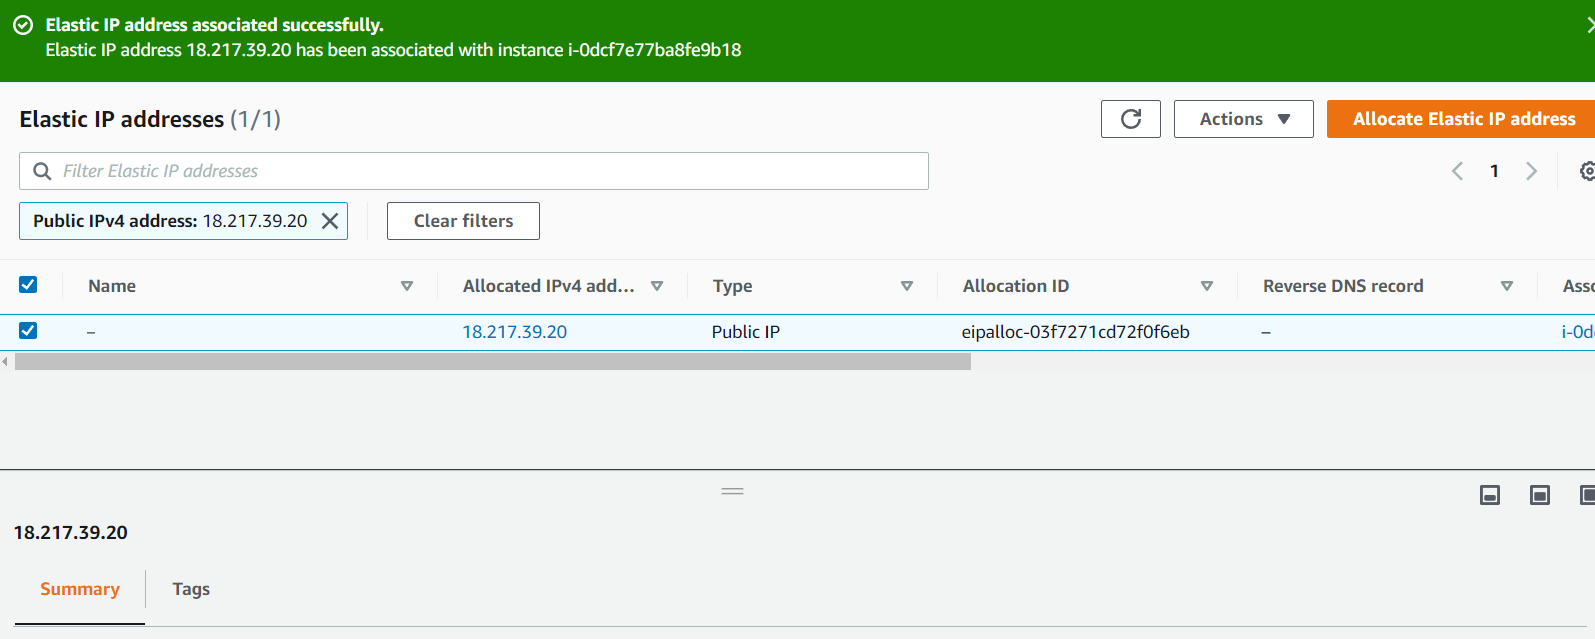 Elastic IP address associated successfully.
Elastic IP address 18.217.39.20 has been associated with instance i-0dcf7e77ba8fe9b18
Elastic IP addresses (1/1)
Actions
Allocate Elastic IP address
Filter Elastic IP addresses
1
Public IPv4 address: 18.217.39.20
Clear filters
Name Allocated IPv4 add... Type Allocation ID Reverse DNS record Asso
– 18.217.39.20 Public IP eipalloc-03f7271cd72f0f6eb – i-0d
18.217.39.20
Summary Tags